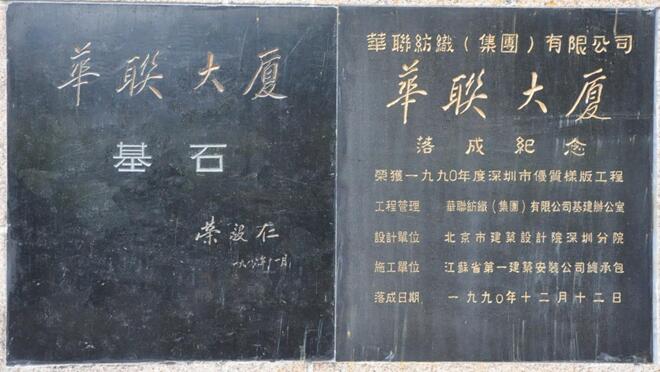 華聯大厦
基石
榮毅仁
華聯紡織（集團）有限公司
華聯大厦
落成紀念
榮獲一九九〇年度深圳市優質樣版工程
工程管理 華聯紡織（集團）有限公司基建辦公室
設計單位 北京市建築設計院深圳分院
施工單位 江蘇省第一建築安裝公司總承包
落成日期 一九九〇年十二月十二日